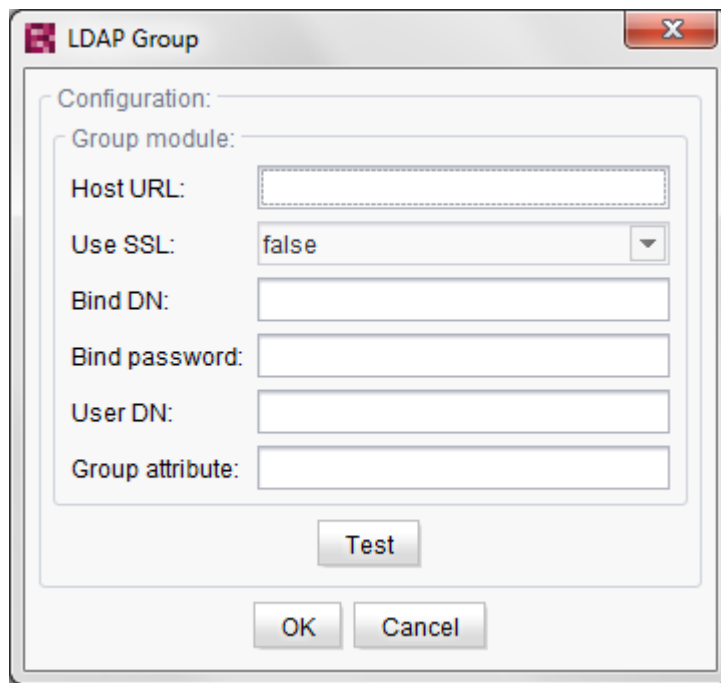 LDAP Group
Configuration:
Group module:
Host URL:
Use SSL: false
Bind DN:
Bind password:
User DN:
Group attribute:
Test
OK Cancel